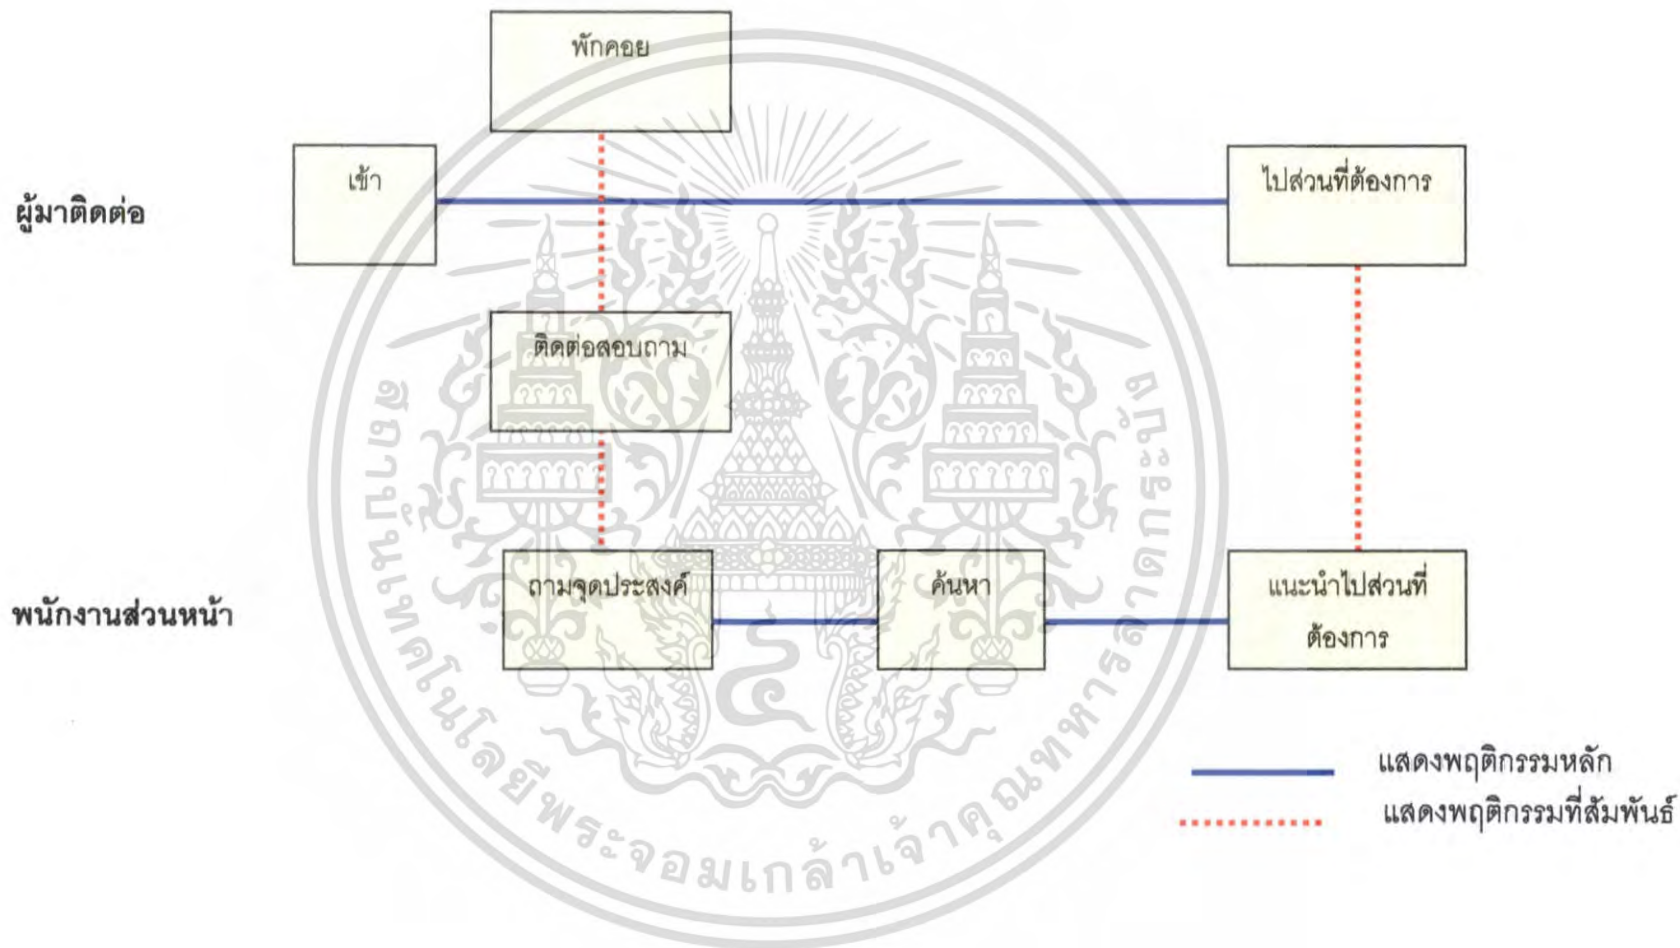 พักคอย
ผู้มาติดต่อ
เข้า
ไปส่วนที่ต้องการ
ติดต่อสอบถาม
พนักงานส่วนหน้า
ถามจุดประสงค์
ค้นหา
แนะนำไปส่วนที่
ต้องการ
แสดงพฤติกรรมหลัก
แสดงพฤติกรรมที่สัมพันธ์
สถาบันเทคโนโลยีพระจอมเกล้าเจ้าคุณทหารลาดกระบัง